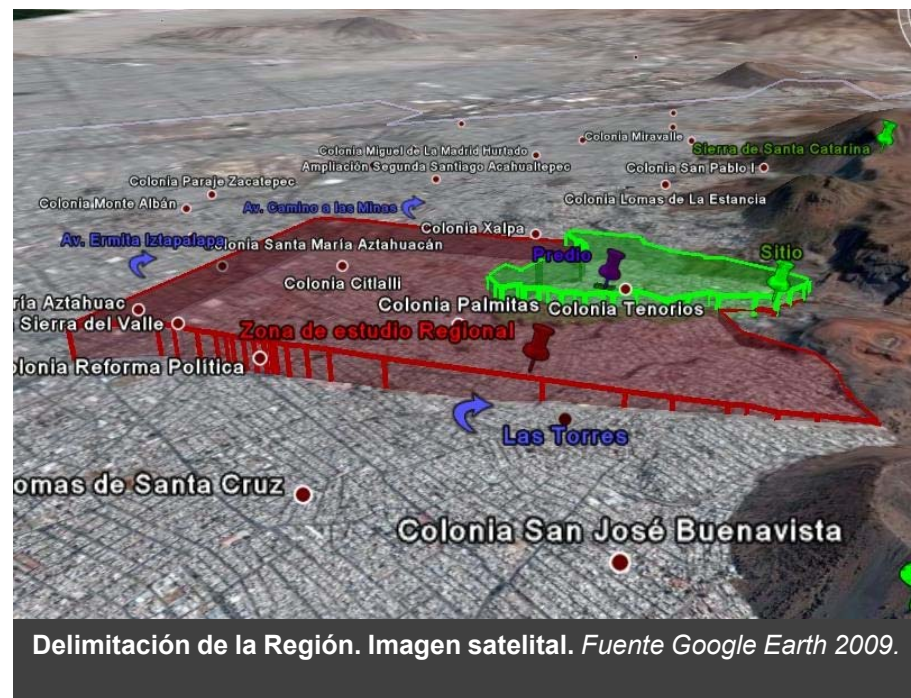 Colonia Miravalle
Colonia Miguel de La Madrid Hurtado
Sierra de Santa Catarina
Ampliación Segunda Santiago Acahualtepec
Colonia San Pablo I
Colonia Paraje Zacatepec
Colonia Monte Albán
Av. Camino a las Minas
Colonia Lomas de La Estancia
Colonia Xalpa
Av. Ermita Iztapalapa
olonia Santa María Aztahuacán
Predio
Sitio
Colonia Citlalli
ría Aztahuac
Colonia Palmitas
Colonia Tenorios
Sierra del Valle
Zona de estudio Regional
olonia Reforma Política
Las Torres
omas de Santa Cruz
Colonia San José Buenavista
Delimitación de la Región. Imagen satelital. Fuente Google Earth 2009.